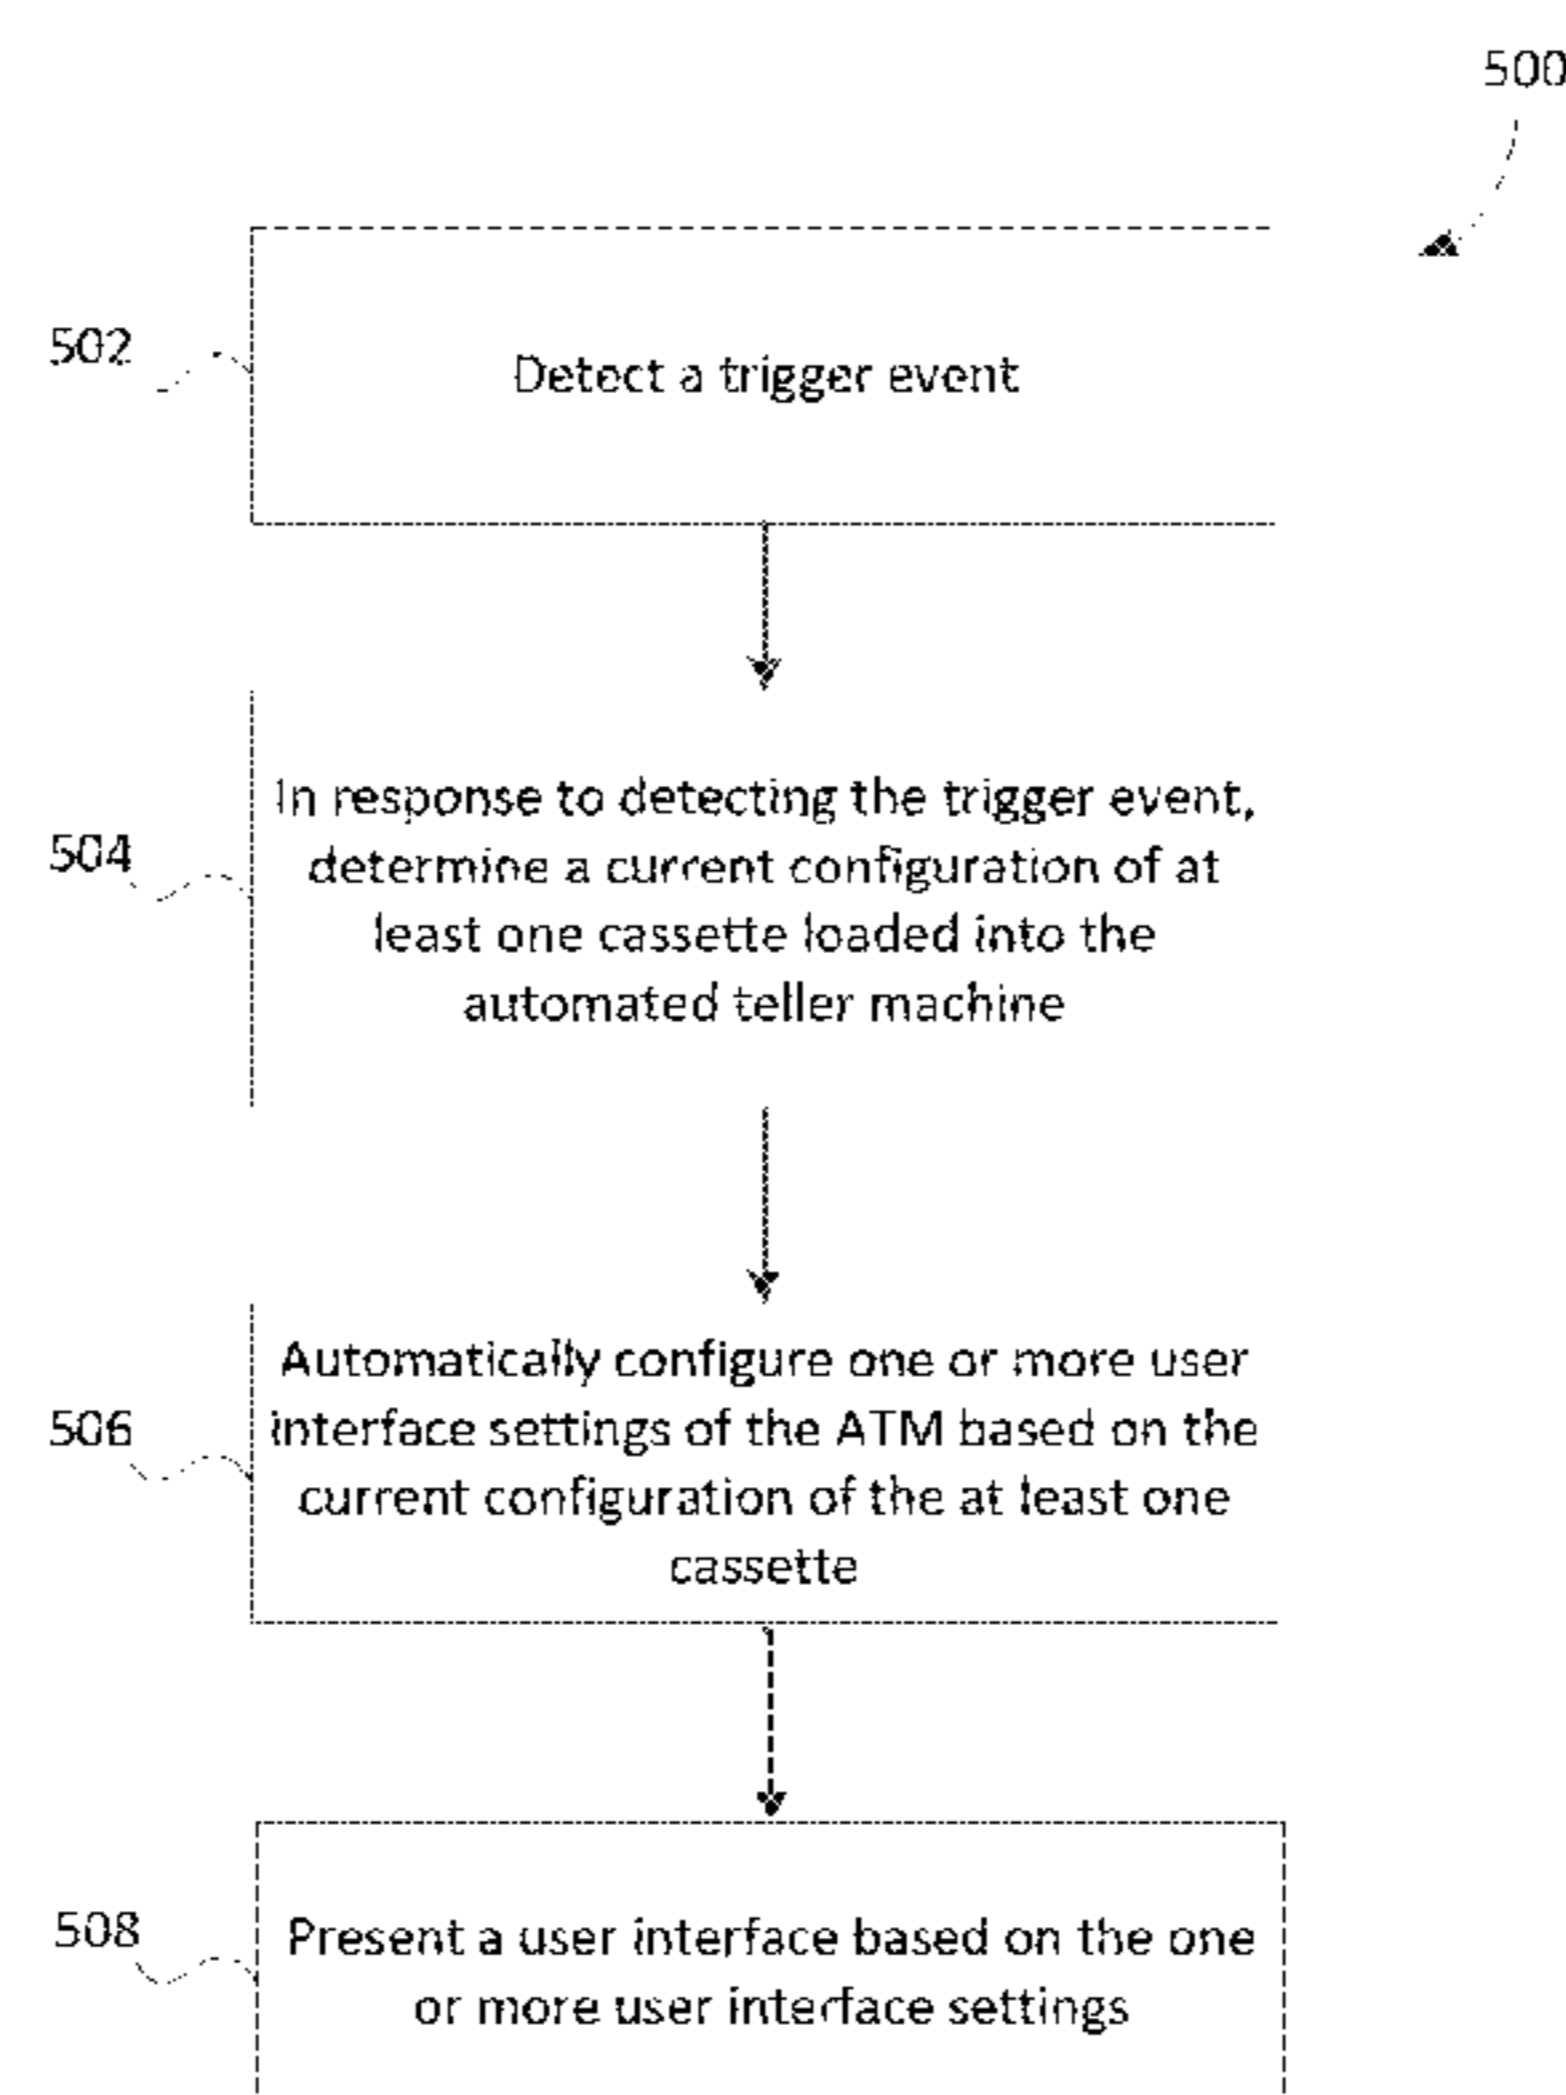 500
502
Detect a trigger event
504
In response to detecting the trigger event,
determine a current configuration of at
least one cassette loaded into the
automated teller machine
506
Automatically configure one or more user
interface settings of the ATM based on the
current configuration of the at least one
cassette
508
Present a user interface based on the one
or more user interface settings